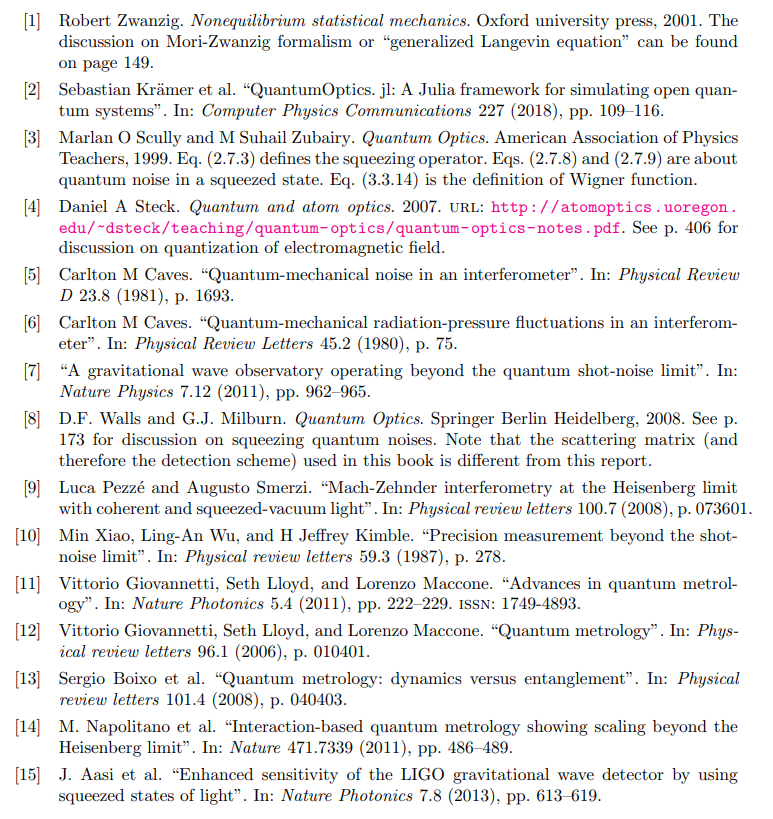 [1] Robert Zwanzig. Nonequilibrium statistical mechanics. Oxford university press, 2001. The
discussion on Mori-Zwanzig formalism or “generalized Langevin equation” can be found
on page 149.
[2] Sebastian Krämer et al. “QuantumOptics. jl: A Julia framework for simulating open quan-
tum systems”. In: Computer Physics Communications 227 (2018), pp. 109–116.
[3] Marlan O Scully and M Suhail Zubairy. Quantum Optics. American Association of Physics
Teachers, 1999. Eq. (2.7.3) defines the squeezing operator. Eqs. (2.7.8) and (2.7.9) are about
quantum noise in a squeezed state. Eq. (3.3.14) is the definition of Wigner function.
[4] Daniel A Steck. Quantum and atom optics. 2007. URL: http://atomoptics.uoregon.
edu/~dsteck/teaching/quantum-optics/quantum-optics-notes.pdf. See p. 406 for
discussion on quantization of electromagnetic field.
[5] Carlton M Caves. “Quantum-mechanical noise in an interferometer”. In: Physical Review
D 23.8 (1981), p. 1693.
[6] Carlton M Caves. “Quantum-mechanical radiation-pressure fluctuations in an interferom-
eter”. In: Physical Review Letters 45.2 (1980), p. 75.
[7] “A gravitational wave observatory operating beyond the quantum shot-noise limit”. In:
Nature Physics 7.12 (2011), pp. 962–965.
[8] D.F. Walls and G.J. Milburn. Quantum Optics. Springer Berlin Heidelberg, 2008. See p.
173 for discussion on squeezing quantum noises. Note that the scattering matrix (and
therefore the detection scheme) used in this book is different from this report.
[9] Luca Pezzé and Augusto Smerzi. “Mach-Zehnder interferometry at the Heisenberg limit
with coherent and squeezed-vacuum light”. In: Physical review letters 100.7 (2008), p. 073601.
[10] Min Xiao, Ling-An Wu, and H Jeffrey Kimble. “Precision measurement beyond the shot-
noise limit”. In: Physical review letters 59.3 (1987), p. 278.
[11] Vittorio Giovannetti, Seth Lloyd, and Lorenzo Maccone. “Advances in quantum metrol-
ogy”. In: Nature Photonics 5.4 (2011), pp. 222–229. ISSN: 1749-4893.
[12] Vittorio Giovannetti, Seth Lloyd, and Lorenzo Maccone. “Quantum metrology”. In: Phys-
ical review letters 96.1 (2006), p. 010401.
[13] Sergio Boixo et al. “Quantum metrology: dynamics versus entanglement”. In: Physical
review letters 101.4 (2008), p. 040403.
[14] M. Napolitano et al. “Interaction-based quantum metrology showing scaling beyond the
Heisenberg limit”. In: Nature 471.7339 (2011), pp. 486–489.
[15] J. Aasi et al. “Enhanced sensitivity of the LIGO gravitational wave detector by using
squeezed states of light”. In: Nature Photonics 7.8 (2013), pp. 613–619.